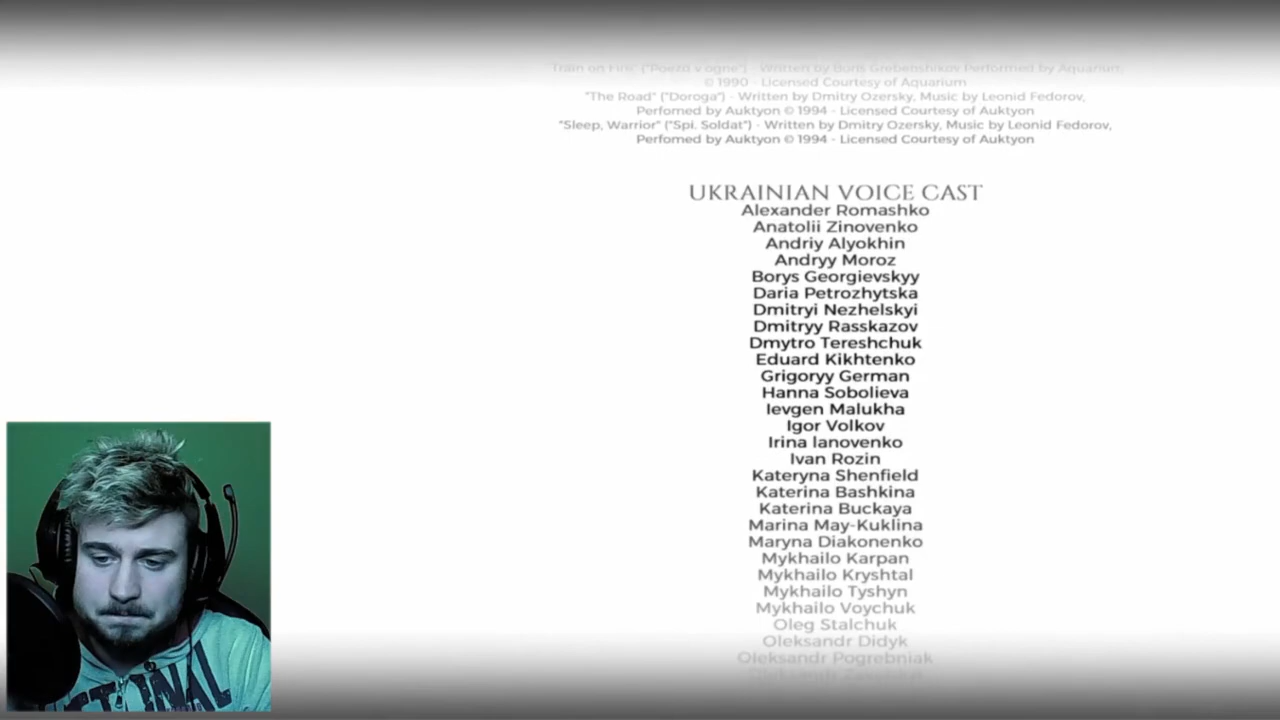 "Train on Fire" ("Poezd v ogne") - Written by Boris Grebenshikov Performed by Aquarium,
© 1990 - Licensed Courtesy of Aquarium
"The Road" ("Doroga") - Written by Dmitry Ozersky, Music by Leonid Fedorov,
Perfomed by Auktyon © 1994 - Licensed Courtesy of Auktyon
"Sleep, Warrior" ("Spi. Soldat") - Written by Dmitry Ozersky, Music by Leonid Fedorov,
Perfomed by Auktyon © 1994 - Licensed Courtesy of Auktyon
UKRAINIAN VOICE CAST
Alexander Romashko
Anatolii Zinovenko
Andriy Alyokhin
Andryy Moroz
Borys Georgievskyy
Daria Petrozhytska
Dmitryi Nezhelskyi
Dmitryy Rasskazov
Dmytro Tereshchuk
Eduard Kikhtenko
Grigoryy German
Hanna Sobolieva
Ievgen Malukha
Igor Volkov
Irina Ianovenko
Ivan Rozin
Kateryna Shenfield
Katerina Bashkina
Katerina Buckaya
Marina May-Kuklina
Maryna Diakonenko
Mykhailo Karpan
Mykhailo Kryshtal
Mykhailo Tyshyn
Mykhailo Voychuk
Oleg Stalchuk
Oleksandr Didyk
Oleksandr Pogrebniak